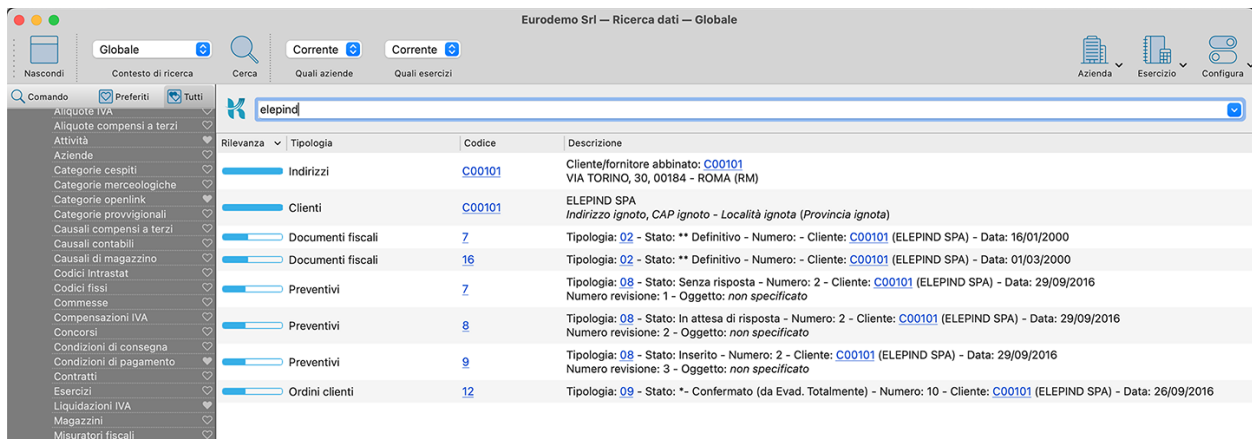 Eurodemo Srl — Ricerca dati — Globale
Nascondi
Globale
Contesto di ricerca
Cerca
Corrente
Quali aziende
Corrente
Quali esercizi
Azienda
Esercizio
Configura
Comando
Preferiti
Tutti
Aliquote IVA
Aliquote compensi a terzi
Attività
Aziende
Categorie cespiti
Categorie merceologiche
Categorie openlink
Categorie provvigionali
Causali compensi a terzi
Causali contabili
Causali di magazzino
Codici Intrastat
Codici fissi
Commesse
Compensazioni IVA
Concorsi
Condizioni di consegna
Condizioni di pagamento
Contratti
Esercizi
Liquidazioni IVA
Magazzini
Misuratori fiscali
elepind
Rilevanza Tipologia Codice Descrizione
Indirizzi C00101 Cliente/fornitore abbinato: C00101
VIA TORINO, 30, 00184 - ROMA (RM)
Clienti C00101 ELEPIND SPA
Indirizzo ignoto, CAP ignoto - Località ignota (Provincia ignota)
Documenti fiscali 7 Tipologia: 02 - Stato: ** Definitivo - Numero: - Cliente: C00101 (ELEPIND SPA) - Data: 16/01/2000
Documenti fiscali 16 Tipologia: 02 - Stato: ** Definitivo - Numero: - Cliente: C00101 (ELEPIND SPA) - Data: 01/03/2000
Preventivi 7 Tipologia: 08 - Stato: Senza risposta - Numero: 2 - Cliente: C00101 (ELEPIND SPA) - Data: 29/09/2016
Numero revisione: 1 - Oggetto: non specificato
Preventivi 8 Tipologia: 08 - Stato: In attesa di risposta - Numero: 2 - Cliente: C00101 (ELEPIND SPA) - Data: 29/09/2016
Numero revisione: 2 - Oggetto: non specificato
Preventivi 9 Tipologia: 08 - Stato: Inserito - Numero: 2 - Cliente: C00101 (ELEPIND SPA) - Data: 29/09/2016
Numero revisione: 3 - Oggetto: non specificato
Ordini clienti 12 Tipologia: 09 - Stato: *- Confermato (da Evad. Totalmente) - Numero: 10 - Cliente: C00101 (ELEPIND SPA) - Data: 26/09/2016